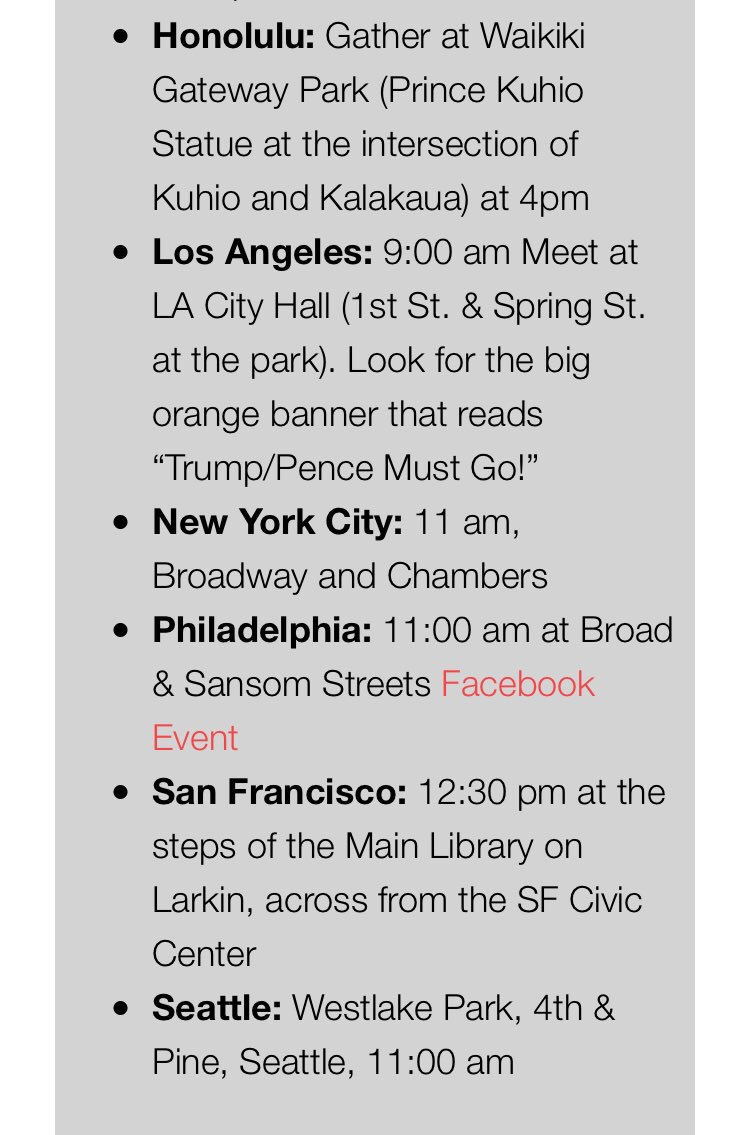 • Honolulu: Gather at Waikiki
Gateway Park (Prince Kuhio
Statue at the intersection of
Kuhio and Kalakaua) at 4pm
• Los Angeles: 9:00 am Meet at
LA City Hall (1st St. & Spring St.
at the park). Look for the big
orange banner that reads
“Trump/Pence Must Go!”
• New York City: 11 am,
Broadway and Chambers
• Philadelphia: 11:00 am at Broad
& Sansom Streets Facebook
Event
• San Francisco: 12:30 pm at the
steps of the Main Library on
Larkin, across from the SF Civic
Center
• Seattle: Westlake Park, 4th &
Pine, Seattle, 11:00 am